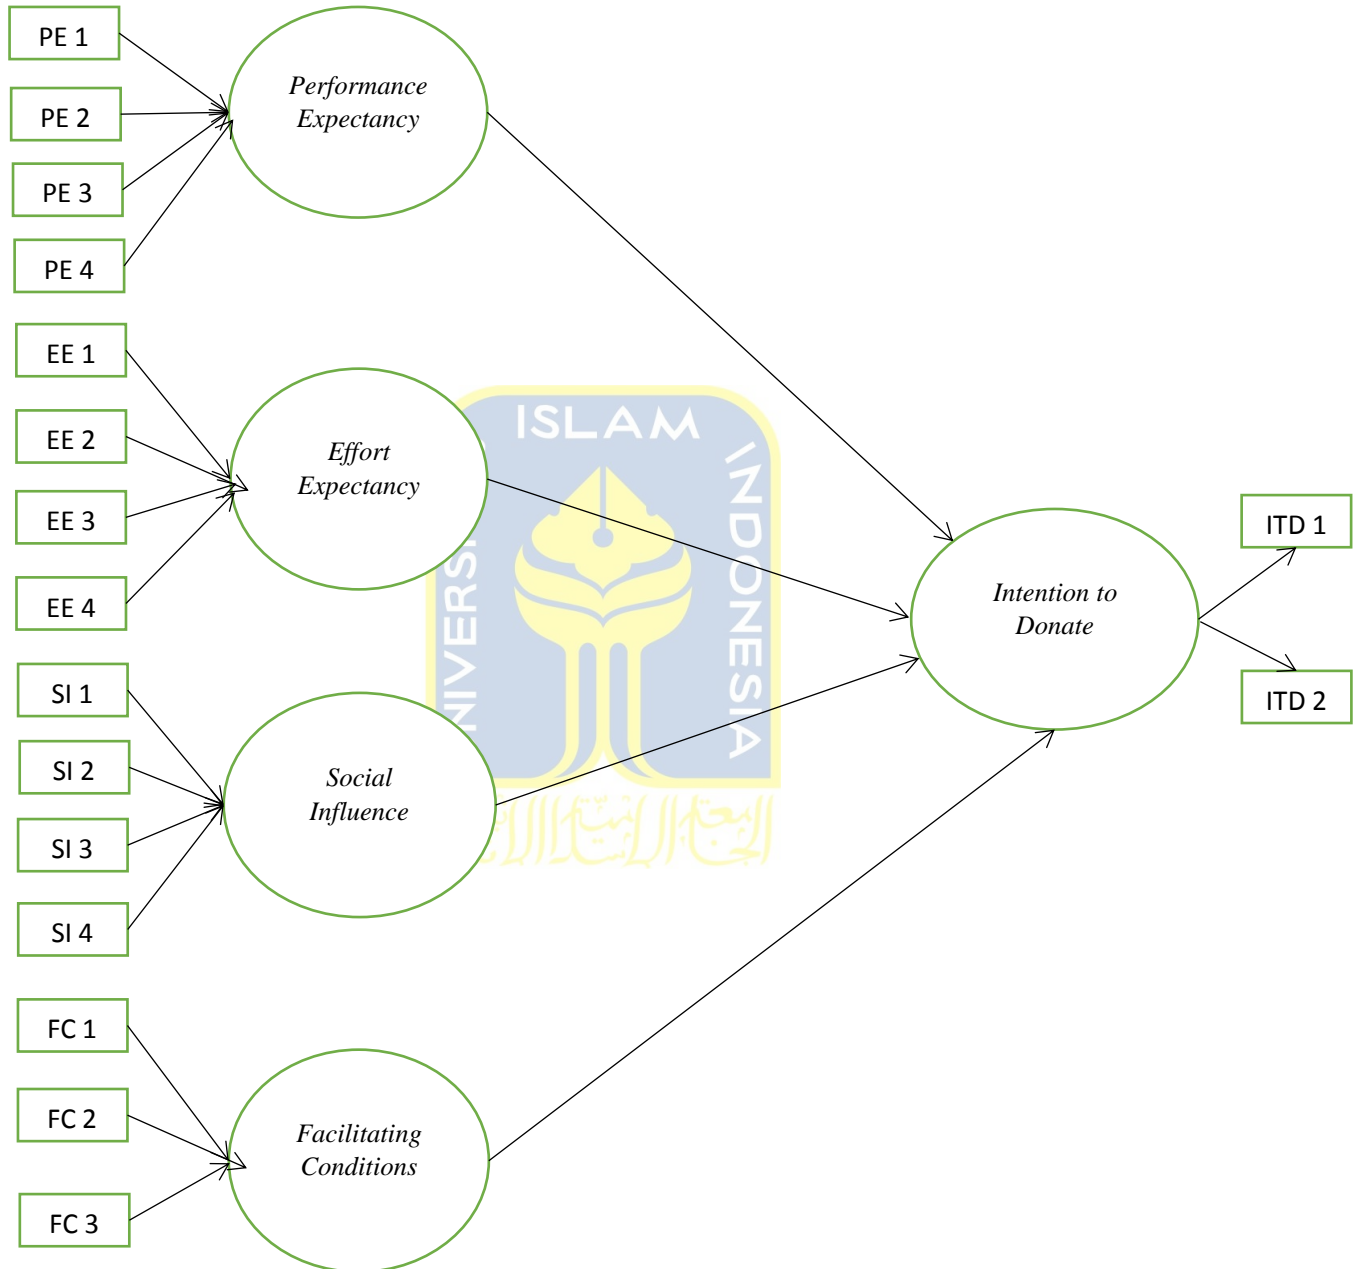 PE 1
PE 2
PE 3
PE 4
Performance
Expectancy
EE 1
EE 2
EE 3
EE 4
Effort
Expectancy
SI 1
SI 2
SI 3
SI 4
Social
Influence
FC 1
FC 2
FC 3
Facilitating
Conditions
Intention to
Donate
ITD 1
ITD 2
ISLAM
INDONESIA